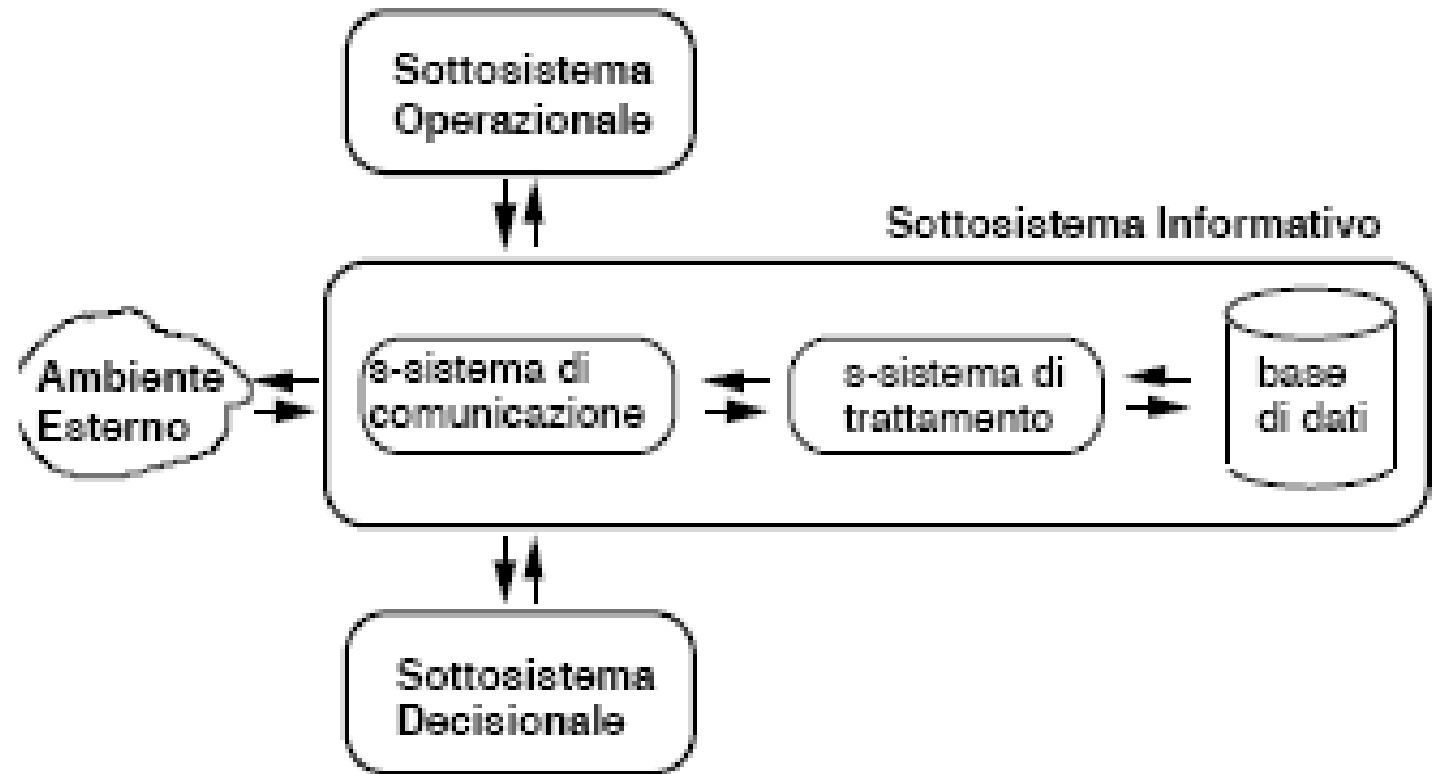 Sottosistema
Operazionale
Sottosistema Informativo
Ambiente
Esterno
s-sistema di
comunicazione
s-sistema di
trattamento
base
di dati
Sottosistema
Decisionale